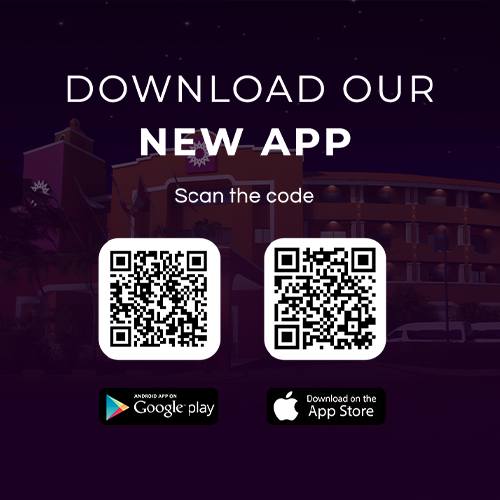 DOWNLOAD OUR
NEW APP
Scan the code
ANDROID APP ON
Google play
Download on the
App Store